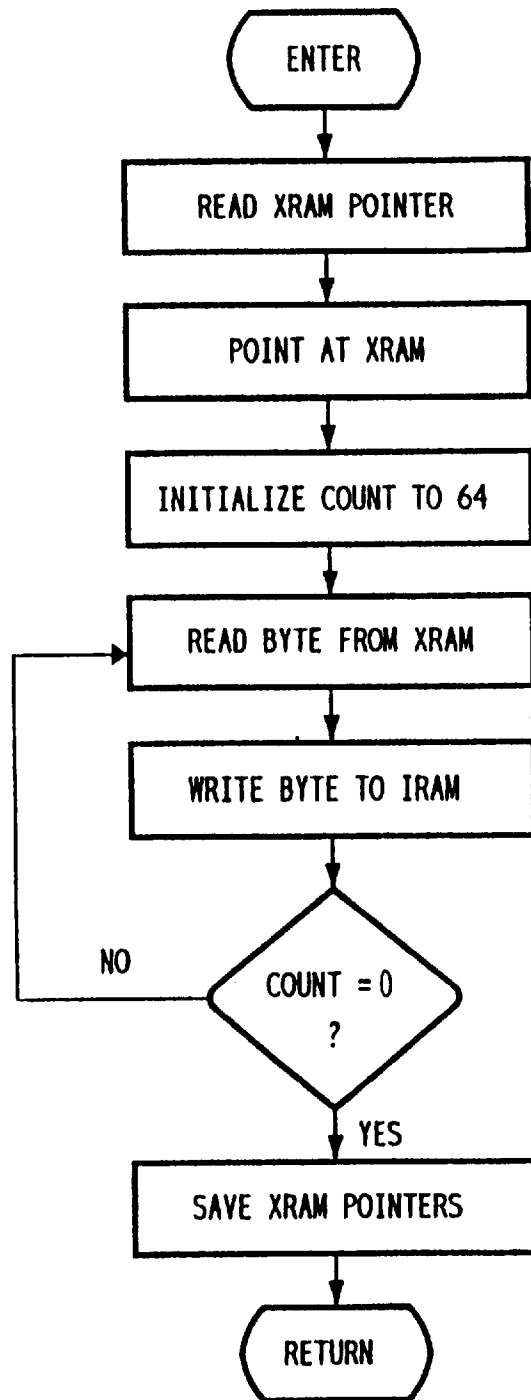 ENTER
READ XRAM POINTER
POINT AT XRAM
INITIALIZE COUNT TO 64
READ BYTE FROM XRAM
WRITE BYTE TO IRAM
NO
COUNT = 0
?
YES
SAVE XRAM POINTERS
RETURN